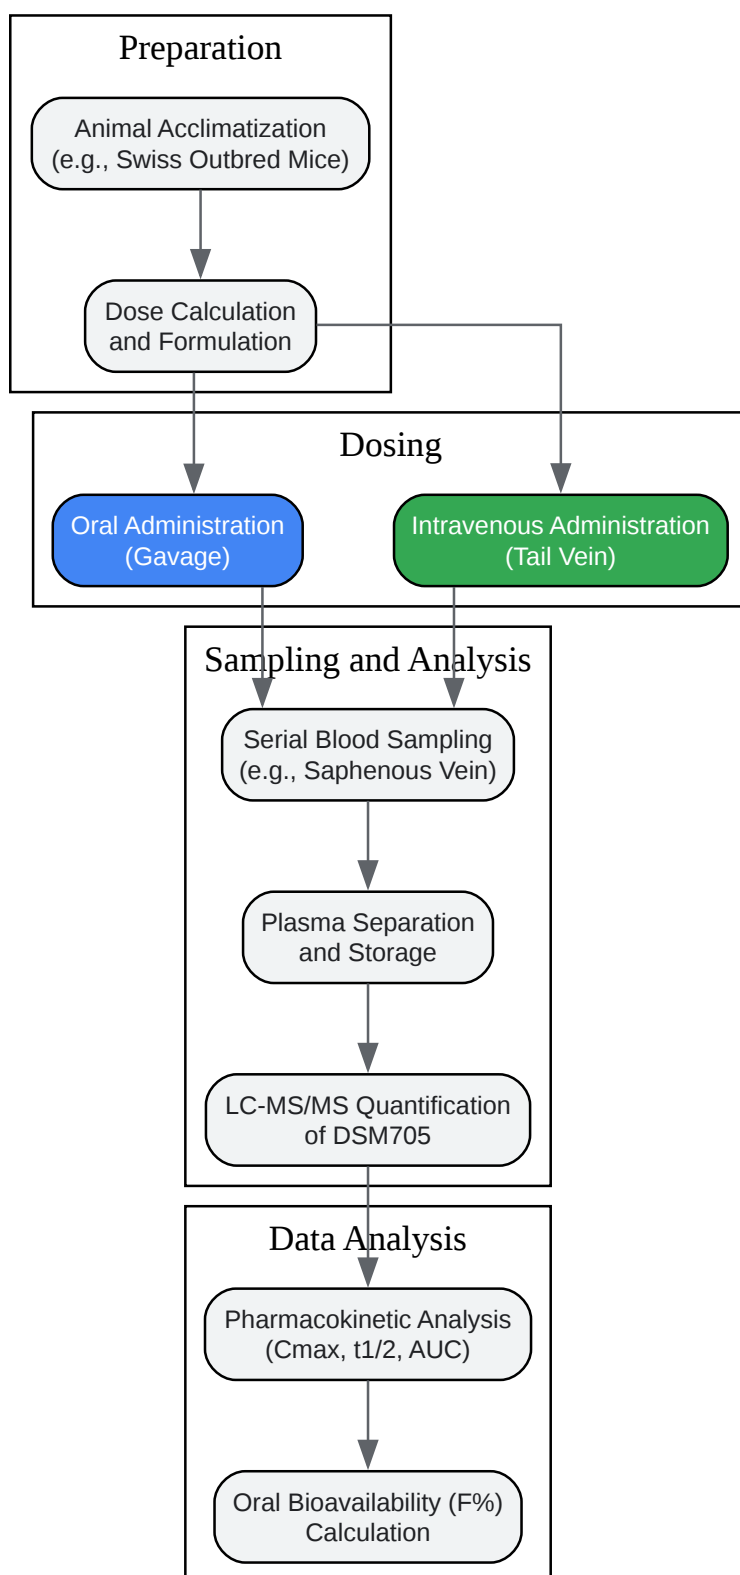 Preparation
Animal Acclimatization
(e.g., Swiss Outbred Mice)
Dose Calculation
and Formulation
Dosing
Oral Administration
(Gavage)
Intravenous Administration
(Tail Vein)
Sampling and Analysis
Serial Blood Sampling
(e.g., Saphenous Vein)
Plasma Separation
and Storage
LC-MS/MS Quantification
of DSM705
Data Analysis
Pharmacokinetic Analysis
(Cmax, t1/2, AUC)
Oral Bioavailability (F%)
Calculation